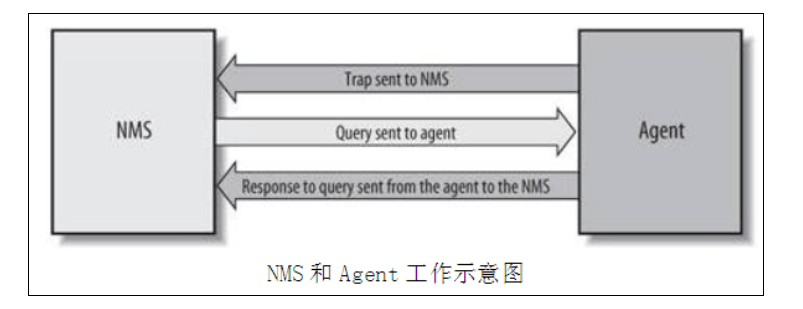 Trap sent to NMS
NMS
Query sent to agent
Agent
Response to query sent from the agent to the NMS
NMS 和 Agent 工作示意图